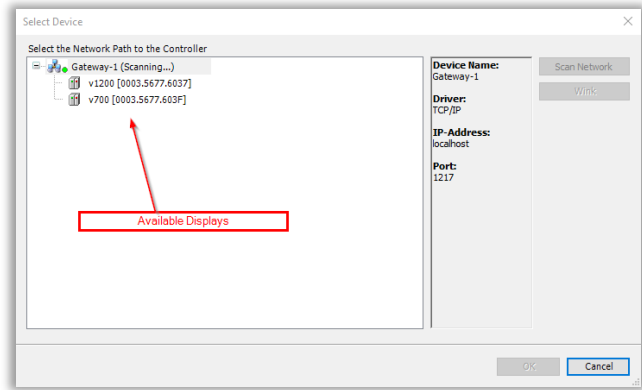 Select Device
Select the Network Path to the Controller
Gateway-1 (Scanning...)
v1200 [0003.5677.6037]
v700 [0003.5677.603F]
Available Displays
Device Name:
Gateway-1
Driver:
TCP/IP
IP-Address:
localhost
Port:
1217
Scan Network
Wink
OK
Cancel